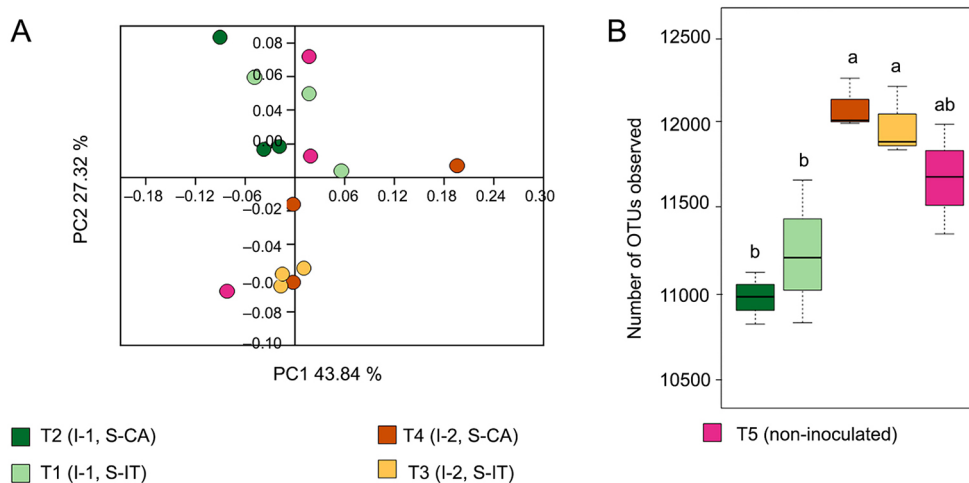 A
0.08
0.06
0.04
0.00
–0.18 –0.12 –0.06 0.06 0.12 0.18 0.24 0.30
–0.02
–0.04
–0.0
–0.08
–0.10
PC2 27.32 %
PC1 43.84 %
B
12500
12000
11500
11000
10500
Number of OTUs observed
b
b
a
a
ab
T2 (I-1, S-CA)
T4 (I-2, S-CA)
T5 (non-inoculated)
T1 (I-1, S-IT)
T3 (I-2, S-IT)